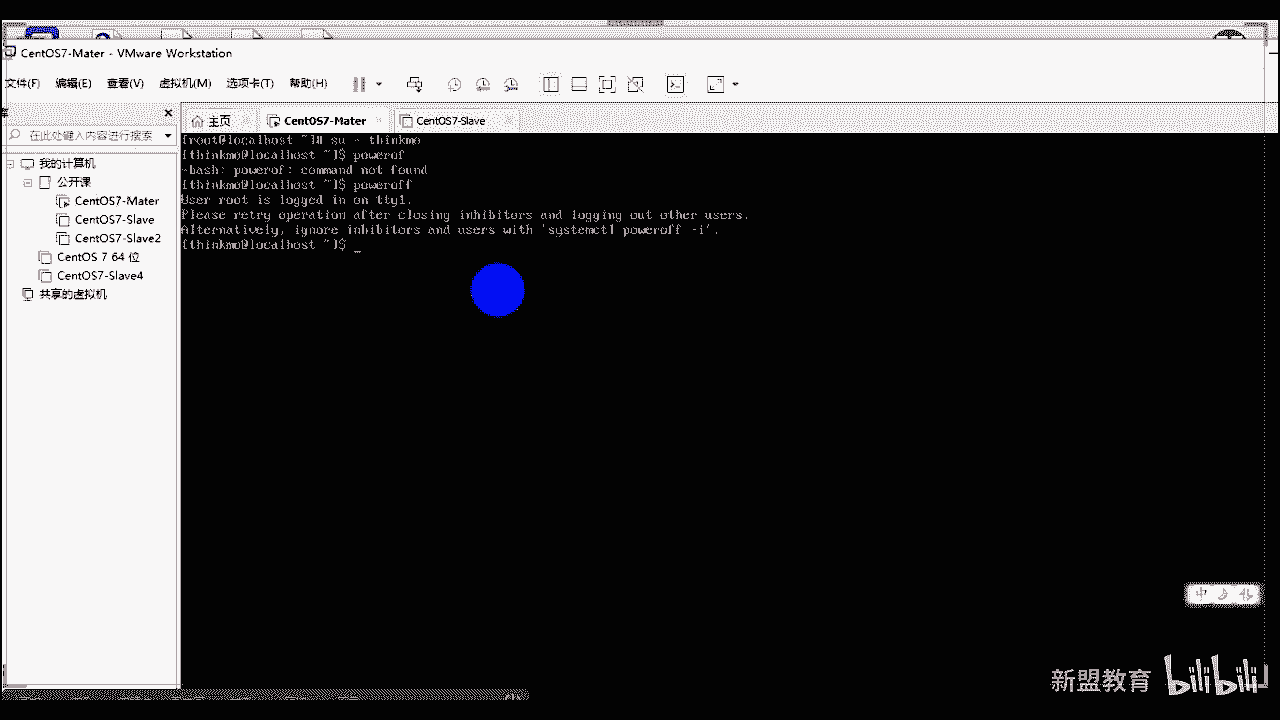 CentOS7-Mater - VMware Workstation
文件(F) 编辑(E) 查看(V) 虚拟机(M) 选项卡(T) 帮助(H)
库
在此处键入内容进行搜索
主页 CentOS7-Mater CentOS7-Slave
我的计算机
公开课
CentOS7-Mater
CentOS7-Slave
CentOS7-Slave2
CentOS 7 64 位
CentOS7-Slave4
共享的虚拟机
[root@localhost ~]# su - thinkmo
[thinkmo@localhost ~]$ powerof
-bash: powerof: command not found
[thinkmo@localhost ~]$ poweroff
User root is logged in on tty1.
Please retry operation after closing inhibitors and logging out other users.
Alternatively, ignore inhibitors and users with 'systemctl poweroff -i'.
[thinkmo@localhost ~]$ _
中
新盟教育 bilibili